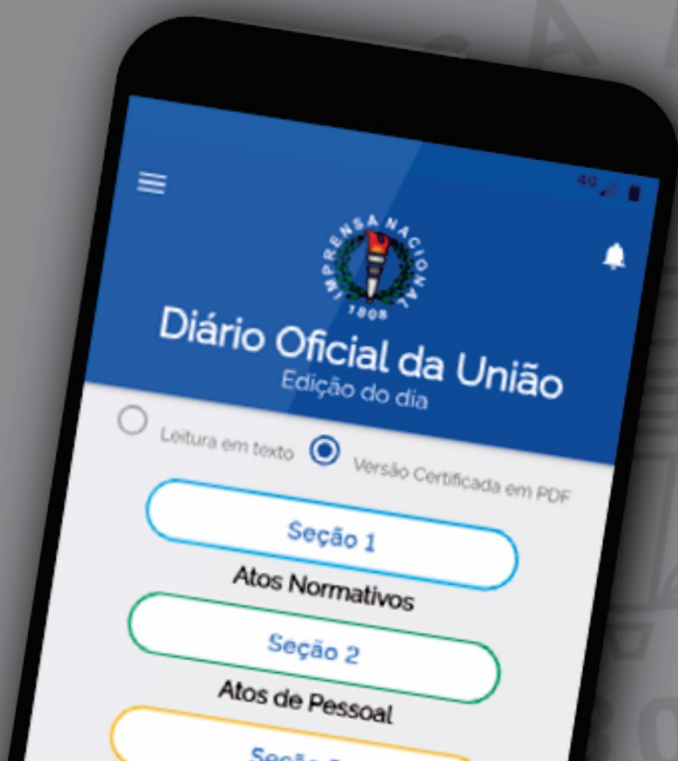 4G
IMPRENSA NACIONAL
1808
Diário Oficial da União
Edição do dia
Leitura em texto
Versão Certificada em PDF
Seção 1
Atos Normativos
Seção 2
Atos de Pessoal
Seção